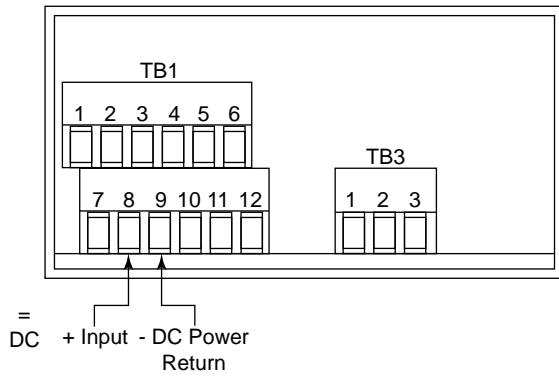 TB1
1 2 3 4 5 6
TB3
7 8 9 10 11 12
1 2 3
=
DC
+ Input - DC Power
Return